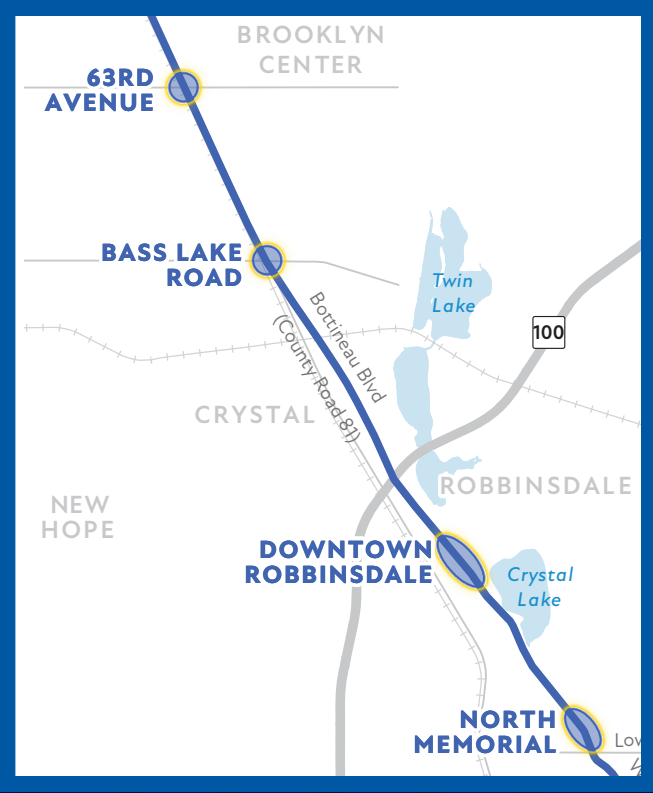 BROOKLYN
CENTER
63RD
AVENUE
BASS LAKE
ROAD
Twin
Lake
100
Bottineau Blvd
(County Road 81)
CRYSTAL
ROBBINSDALE
NEW
HOPE
DOWNTOWN
ROBBINSDALE
Crystal
Lake
NORTH
MEMORIAL
Low